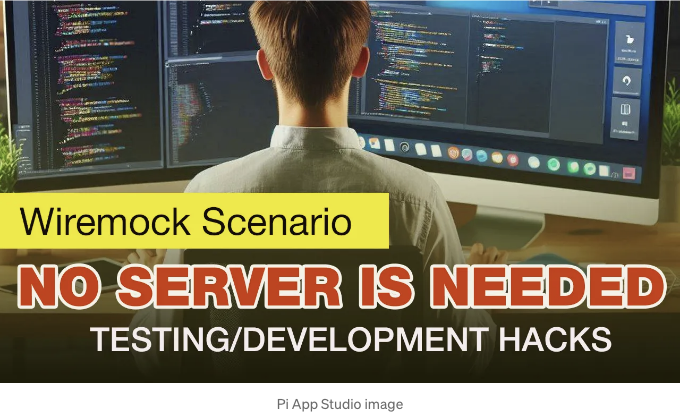 Wiremock Scenario
NO SERVER IS NEEDED
TESTING/DEVELOPMENT HACKS
Pi App Studio image